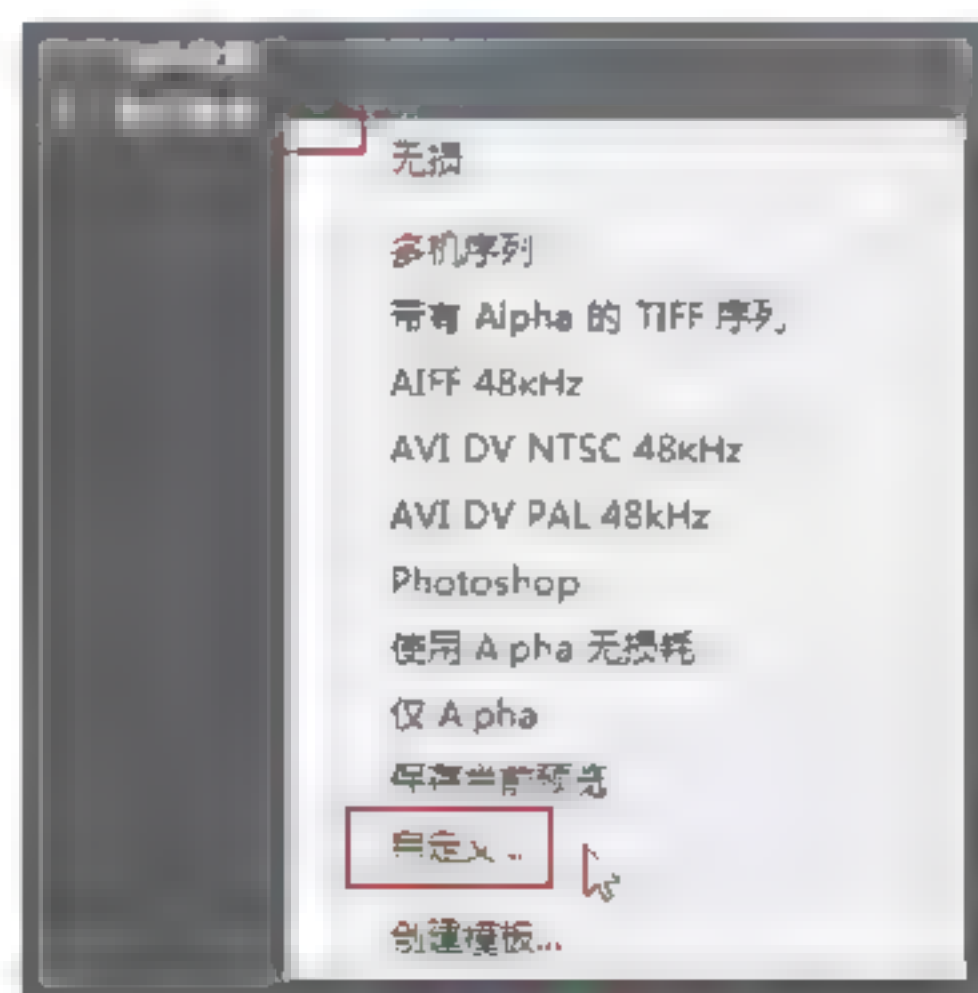 无损
多机序列
带有 Alpha 的 TIFF 序列
AIFF 48kHz
AVI DV NTSC 48kHz
AVI DV PAL 48kHz
Photoshop
使用 Alpha 无损耗
仅 Alpha
保存当前预览
自定义...
创建模板...